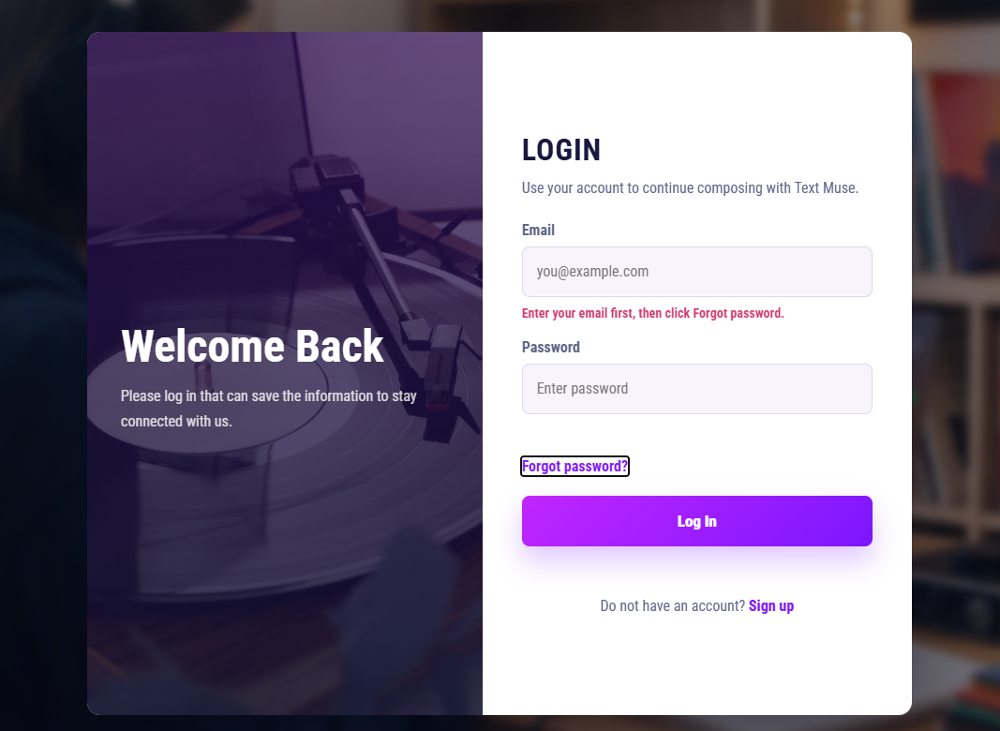 Welcome Back
Please log in that can save the information to stay
connected with us.
LOGIN
Use your account to continue composing with Text Muse.
Email
you@example.com
Enter your email first, then click Forgot password.
Password
Enter password
Forgot password?
Log In
Do not have an account? Sign up